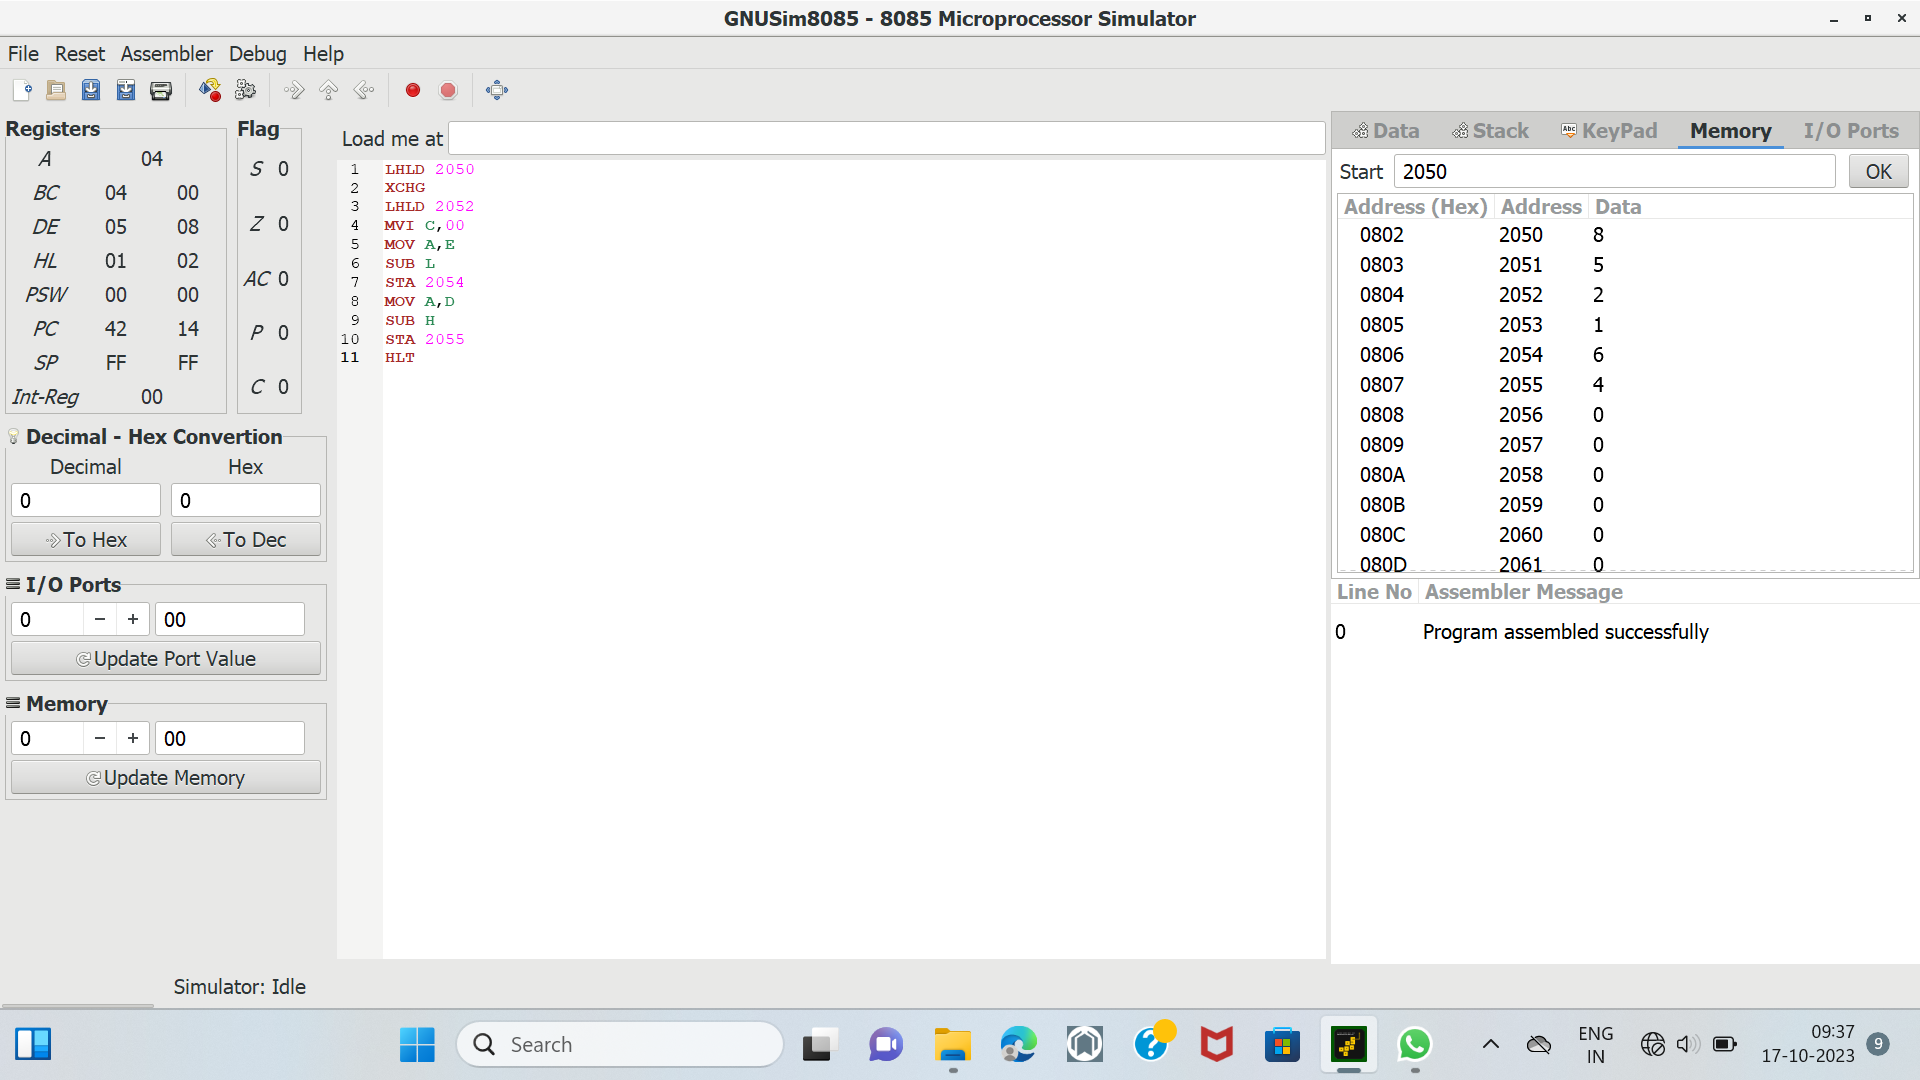 GNUSim8085 - 8085 Microprocessor Simulator
File Reset Assembler Debug Help
Registers
A 04
BC 04 00
DE 05 08
HL 01 02
PSW 00 00
PC 42 14
SP FF FF
Int-Reg 00
Flag
S 0
Z 0
AC 0
P 0
C 0
Decimal - Hex Convertion
Decimal Hex
0 0
To Hex To Dec
I/O Ports
0 − + 00
Update Port Value
Memory
0 − + 00
Update Memory
Load me at
1 LHLD 2050
2 XCHG
3 LHLD 2052
4 MVI C,00
5 MOV A,E
6 SUB L
7 STA 2054
8 MOV A,D
9 SUB H
10 STA 2055
11 HLT
Data Stack Abc KeyPad Memory I/O Ports
Start 2050 OK
Address (Hex) Address Data
0802 2050 8
0803 2051 5
0804 2052 2
0805 2053 1
0806 2054 6
0807 2055 4
0808 2056 0
0809 2057 0
080A 2058 0
080B 2059 0
080C 2060 0
080D 2061 0
Line No Assembler Message
0 Program assembled successfully
Simulator: Idle
Search
ENG
IN
09:37
17-10-2023
9